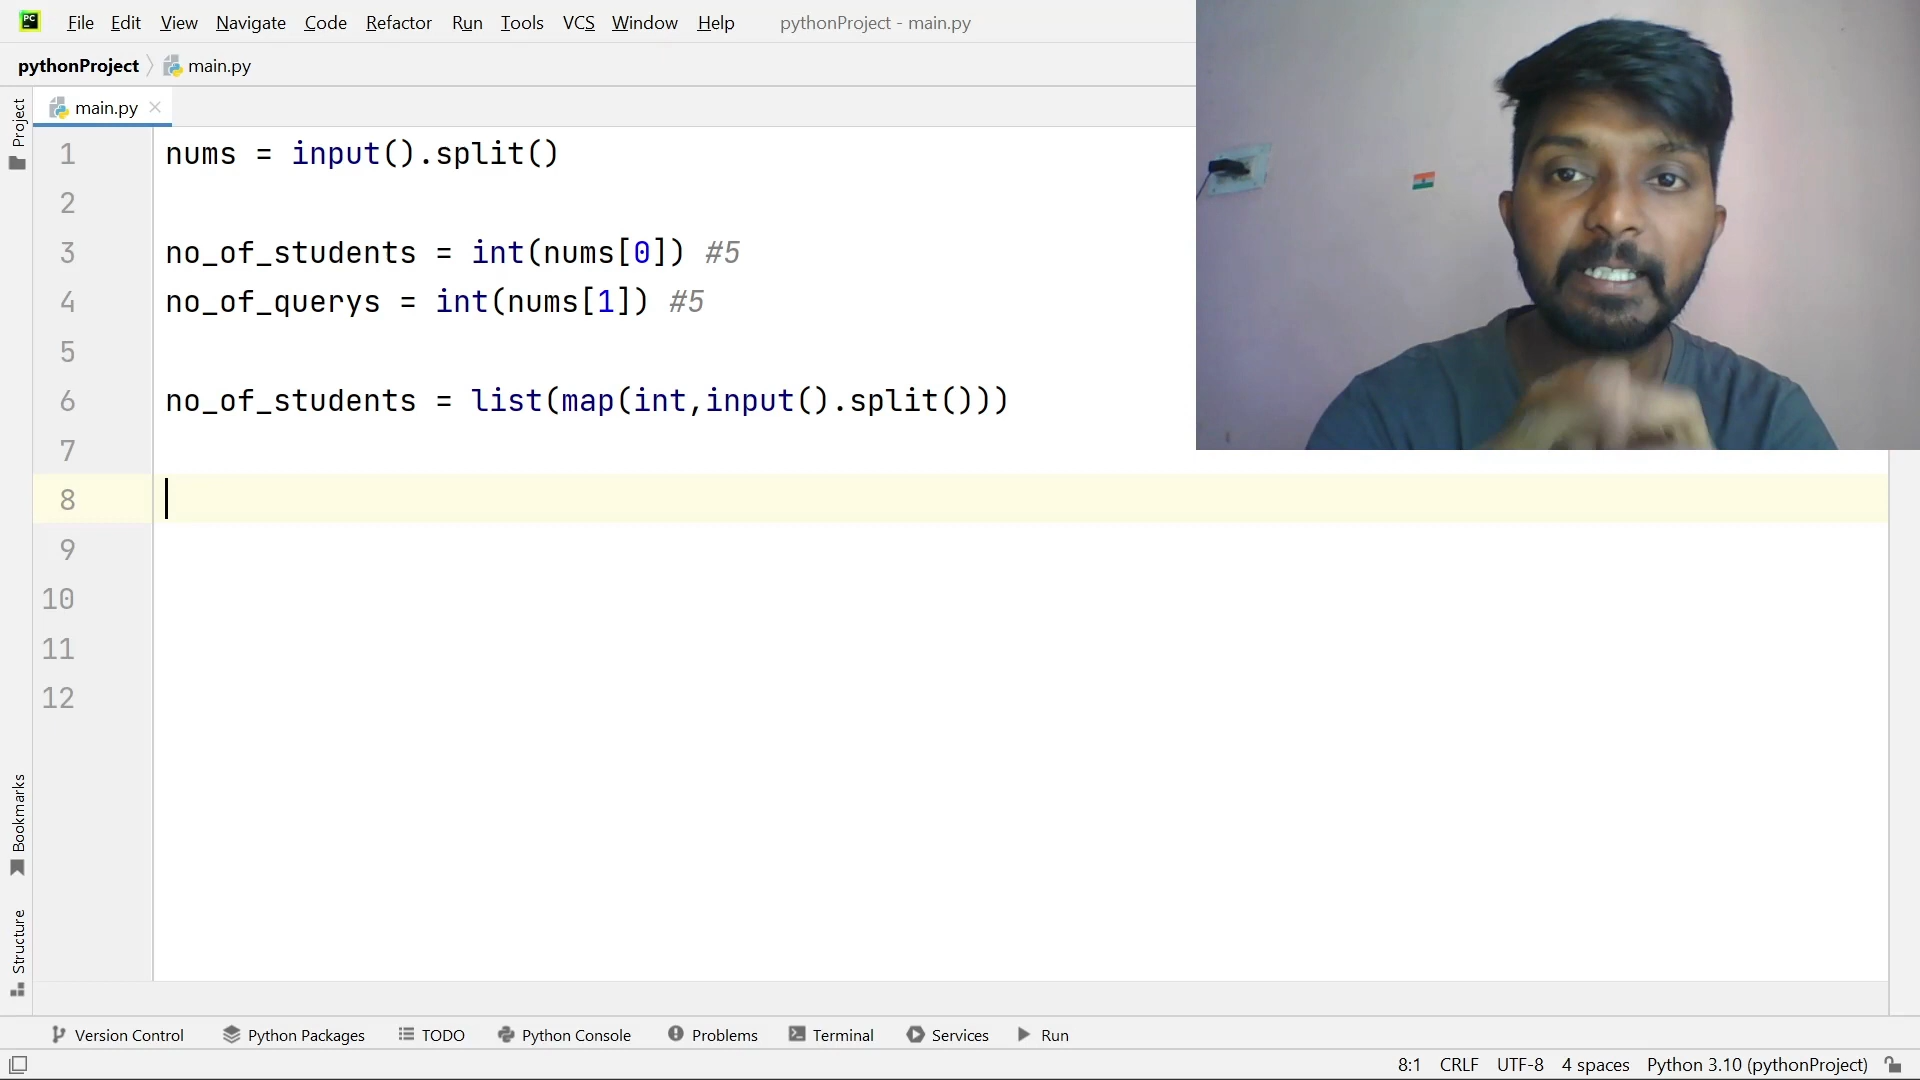 PC File Edit View Navigate Code Refactor Run Tools VCS Window Help pythonProject - main.py
pythonProject main.py
Project
main.py
1 nums = input().split()
2
3 no_of_students = int(nums[0]) #5
4 no_of_querys = int(nums[1]) #5
5
6 no_of_students = list(map(int,input().split()))
7
8
9
10
11
12
Bookmarks
Structure
Version Control Python Packages TODO Python Console Problems Terminal Services Run
8:1 CRLF UTF-8 4 spaces Python 3.10 (pythonProject)